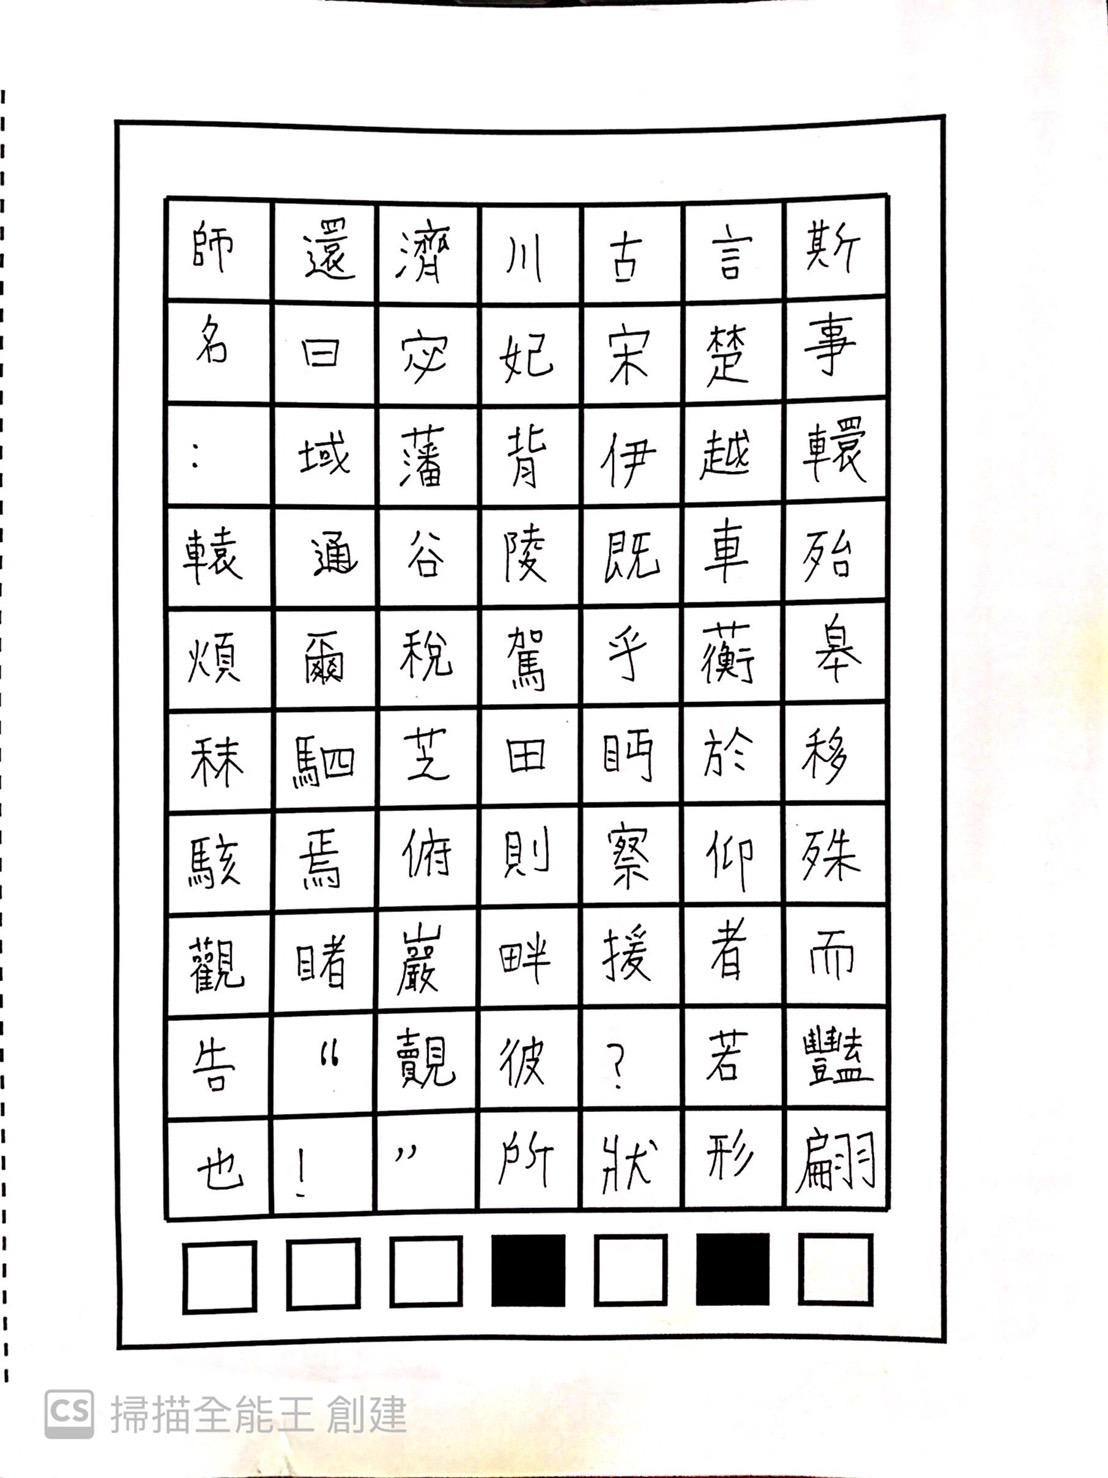 師還濟川古言斯
名曰宓妃宋楚事
:域藩背伊越轘
轅通谷陵既車殆
煩爾稅駕乎蘅皋
秣駟芝田眄於移
駭焉俯則察仰殊
觀睹巖畔援者而
告“覿彼?若豔
也!”所狀形翩
CS 掃描全能王 創建